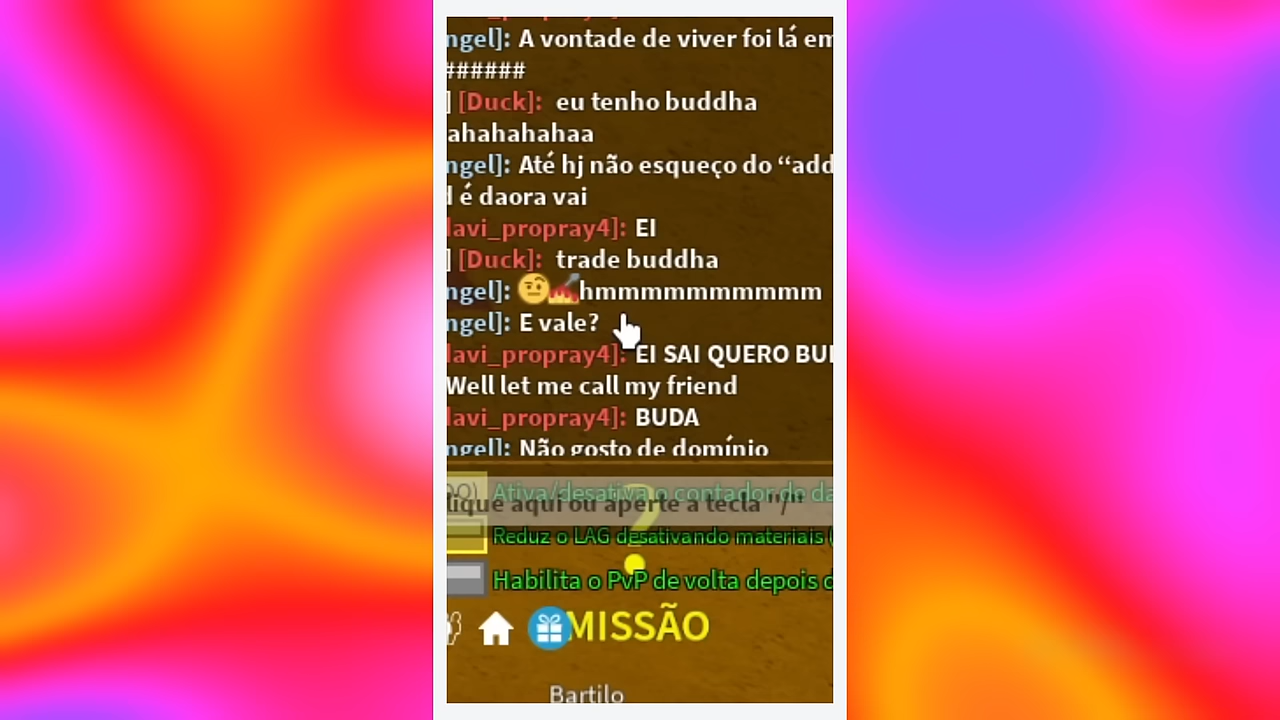 ngel]: A vontade de viver foi lá em
######
] [Duck]: eu tenho buddha
ahahahahaa
ngel]: Até hj não esqueço do “add
d é daora vai
lavi_propray4]: EI
] [Duck]: trade buddha
ngel]: 🤨hmmmmmmmmmm
ngel]: E vale?
lavi_propray4]: EI SAI QUERO BU
Well let me call my friend
lavi_propray4]: BUDA
ngel]: Não gosto de domínio
Ativa/desativa o contador de da
lique aqui ou aperte a tecla "/"
Reduz o LAG desativando materiais (
Habilita o PvP de volta depois d
?
MISSÃO
Bartilo